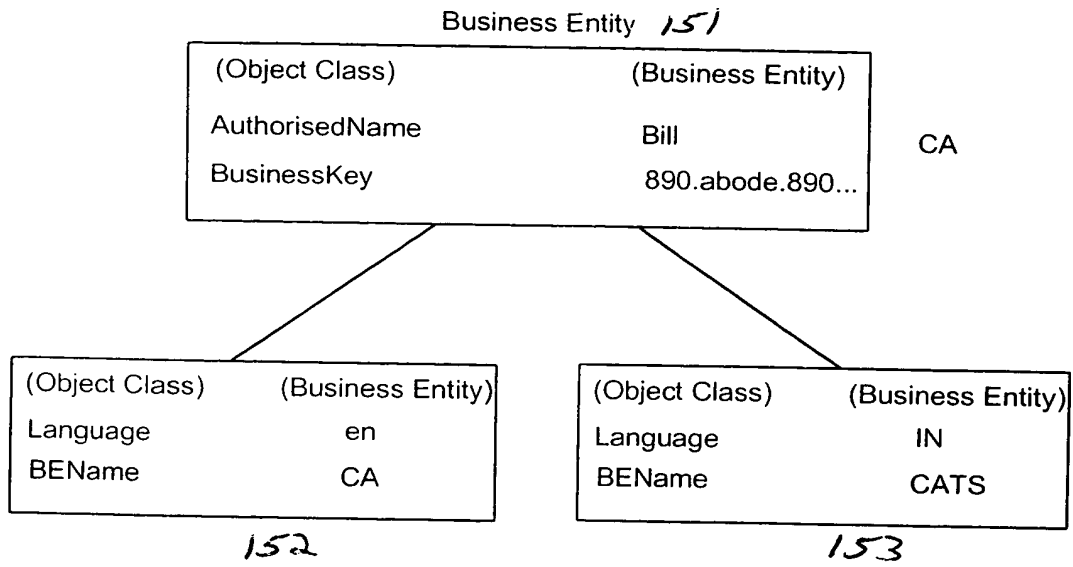 Business Entity 151
(Object Class) (Business Entity)
AuthorisedName Bill
CA
BusinessKey 890.abode.890...
(Object Class) (Business Entity)
Language en
BEName CA
152
(Object Class) (Business Entity)
Language IN
BEName CATS
153